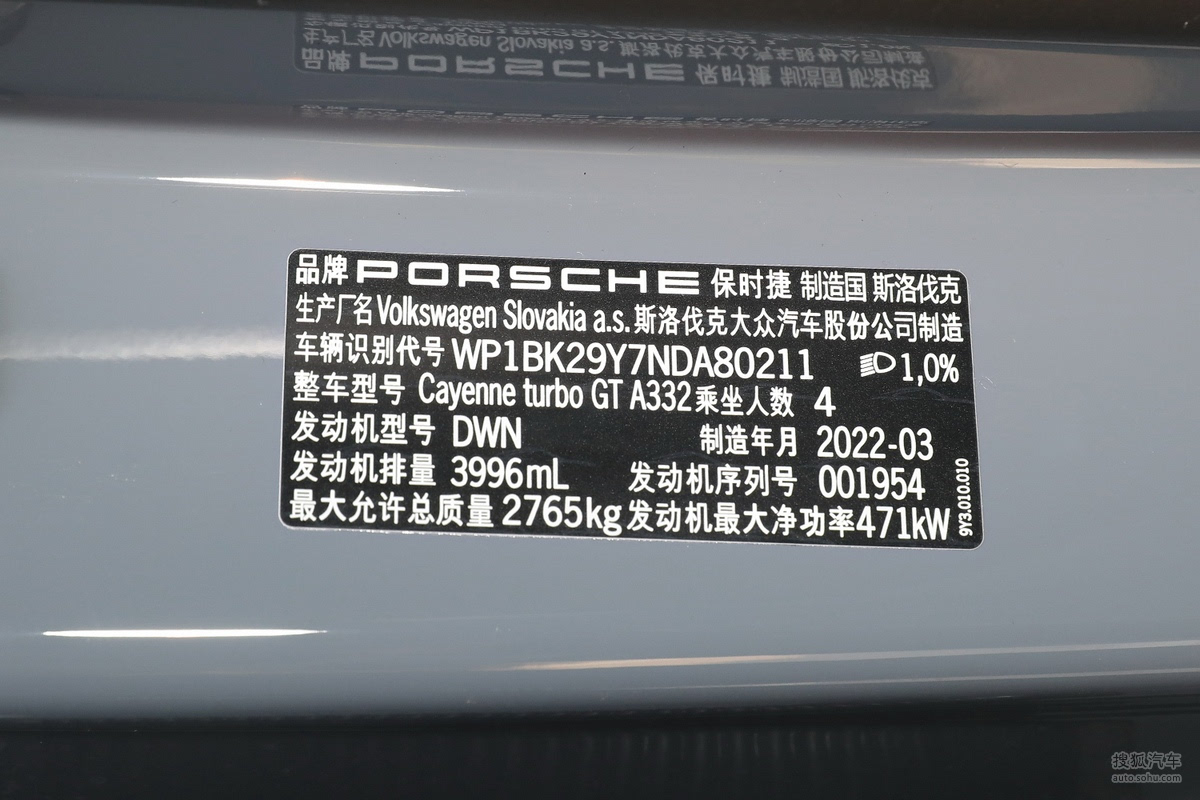 品牌 PORSCHE 保时捷 制造国 斯洛伐克
生产厂名 Volkswagen Slovakia a.s. 斯洛伐克大众汽车股份公司制造
车辆识别代号 WP1BK29Y7NDA80211 1,0%
整车型号 Cayenne turbo GT A332 乘坐人数 4
发动机型号 DWN 制造年月 2022-03
发动机排量 3996mL 发动机序列号 001954
最大允许总质量 2765kg 发动机最大净功率 471kW
9Y3.010.010
搜狐汽车
auto.sohu.com